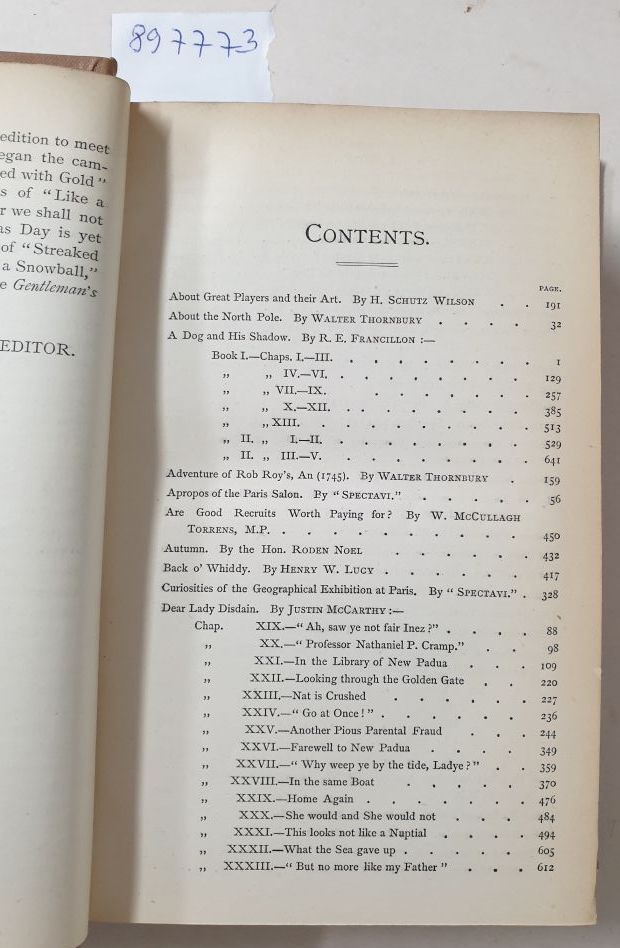 897773
edition to meet
egan the cam-
ed with Gold"
s of "Like a
r we shall not
as Day is yet
of "Streaked
a Snowball,"
e Gentleman's
EDITOR.
CONTENTS.
PAGE.
About Great Players and their Art. By H. SCHUTZ WILSON . . 191
About the North Pole. By WALTER THORNBURY . . . . 32
A Dog and His Shadow. By R. E. FRANCILLON :—
Book I.—Chaps. I.—III. . . . . . . . 1
„ „ IV.—VI. . . . . . . . 129
„ „ VII.—IX. . . . . . . 257
„ „ X.—XII. . . . . . . . 385
„ „ XIII. . . . . . . . 513
„ II. „ I.—II. . . . . . . . 529
„ II. „ III.—V. . . . . . . . 641
Adventure of Rob Roy's, An (1745). By WALTER THORNBURY . 159
Apropos of the Paris Salon. By "SPECTAVI." . . . . . 56
Are Good Recruits Worth Paying for? By W. MCCULLAGH
TORRENS, M.P. . . . . . . . . . 450
Autumn. By the Hon. RODEN NOEL . . . . . 432
Back o' Whiddy. By HENRY W. LUCY . . . . . . 417
Curiosities of the Geographical Exhibition at Paris. By "SPECTAVI." . 328
Dear Lady Disdain. By JUSTIN MCCARTHY :—
Chap. XIX.—"Ah, saw ye not fair Inez?" . . . . 88
„ XX.—"Professor Nathaniel P. Cramp." . . 98
„ XXI.—In the Library of New Padua . . . 109
„ XXII.—Looking through the Golden Gate . . 220
„ XXIII.—Nat is Crushed . . . . . 227
„ XXIV.—"Go at Once!" . . . . . . 236
„ XXV.—Another Pious Parental Fraud . . . 244
„ XXVI.—Farewell to New Padua . . . . 349
„ XXVII.—"Why weep ye by the tide, Ladye?" . . 359
„ XXVIII.—In the same Boat . . . . . 370
„ XXIX.—Home Again . . . . . . 476
„ XXX.—She would and She would not . . . 484
„ XXXI.—This looks not like a Nuptial . . . . 494
„ XXXII.—What the Sea gave up . . . . . 605
„ XXXIII.—"But no more like my Father" . . . 612